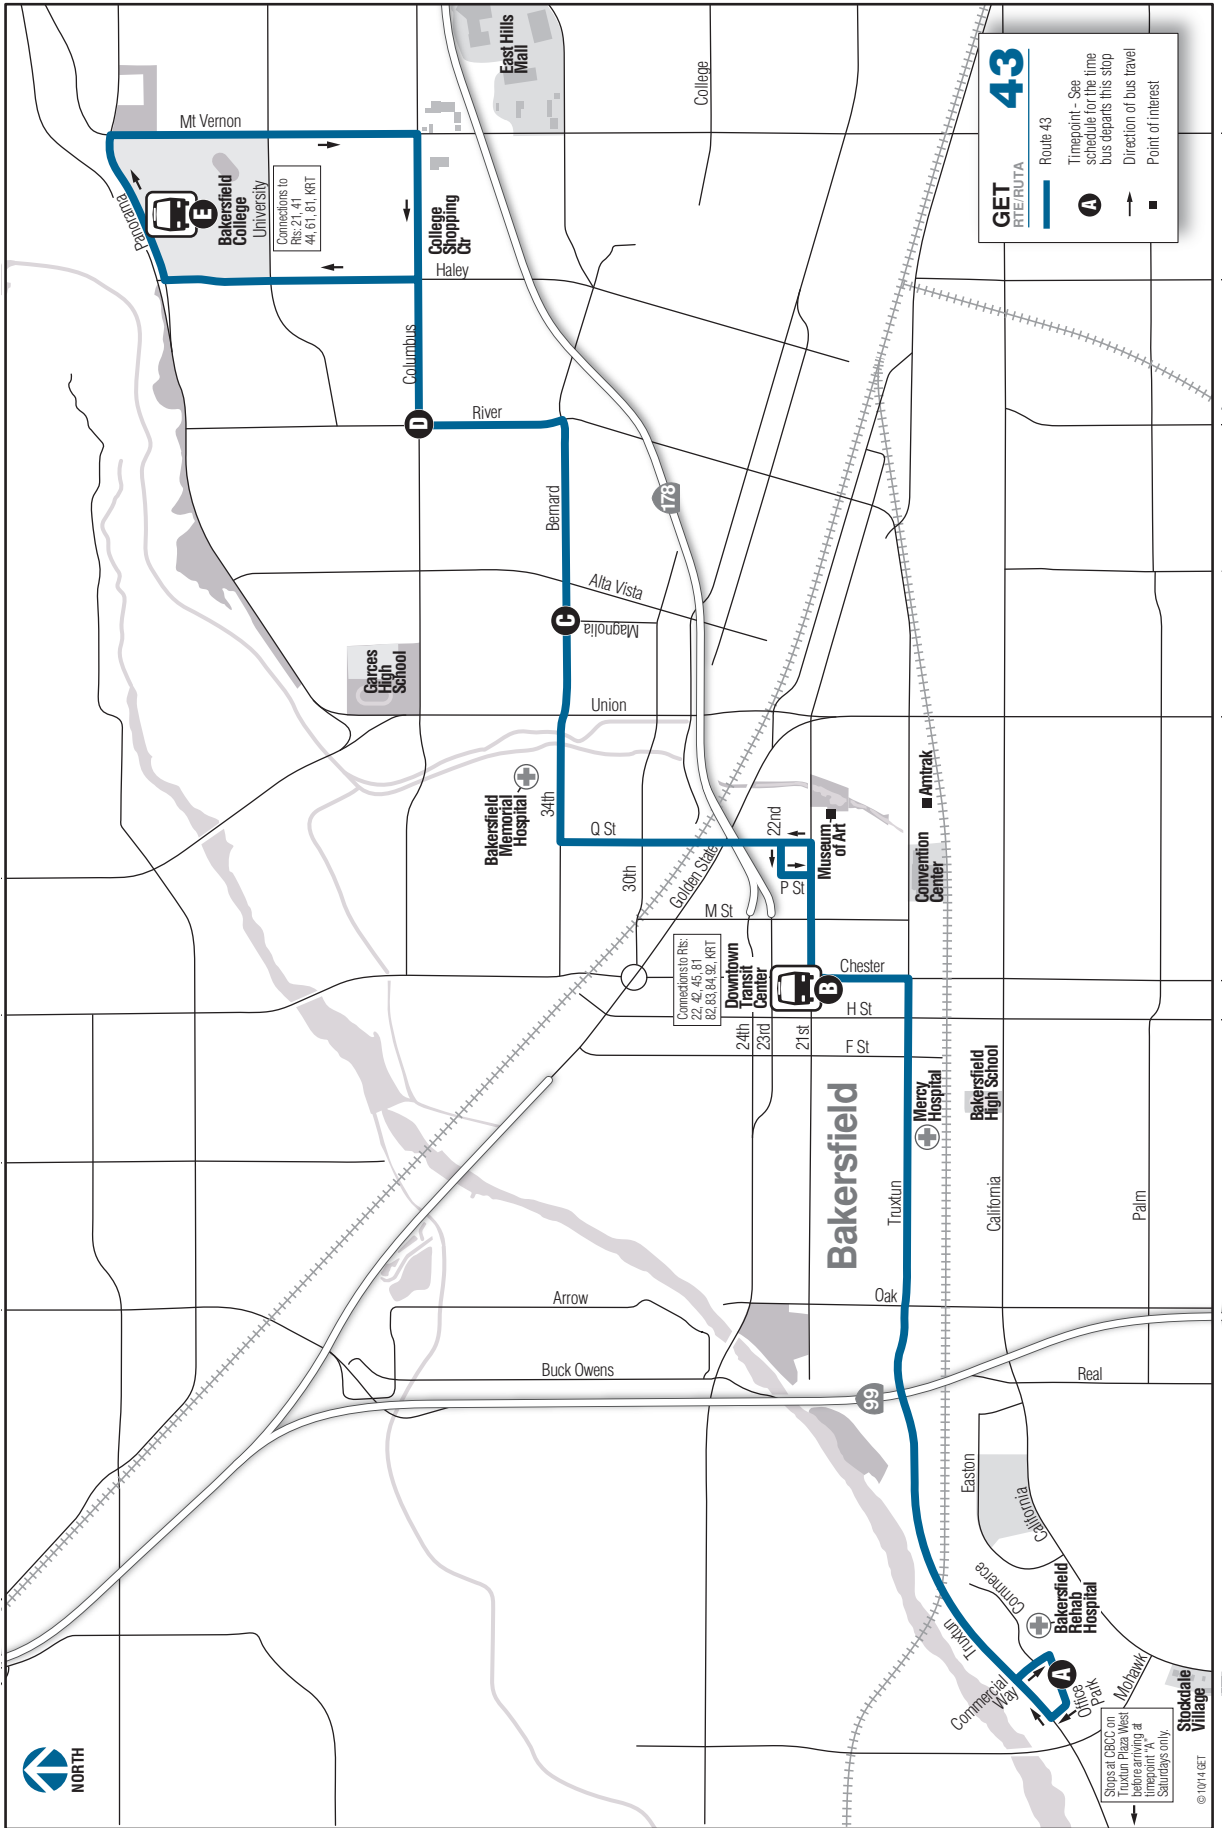 GET
RTE/RUTA
43
Route 43
A
Timepoint - See
schedule for the time
bus departs this stop
Direction of bus travel
Point of interest
NORTH
Mt Vernon
Panorama
E
Bakersfield
College
University
Connections to
Rts: 21, 41
44, 61, 81, KRT
East Hills
Mall
College
College
Shopping
Ctr
Haley
Columbus
D
River
Bernard
178
Alta Vista
C
Magnolia
Garces
High
School
Union
Bakersfield
Memorial
Hospital
34th
Q St
30th
Golden State
22nd
P St
M St
Museum
of Art
Amtrak
Convention
Center
Connections to Rts:
22, 42, 45, 81
82, 83, 84, 92, KRT
Downtown
Transit
Center
B
Chester
H St
24th
23rd
21st
F St
Bakersfield
Mercy
Hospital
Bakersfield
High School
Truxtun
California
Palm
Oak
Arrow
Buck Owens
99
Real
Easton
California
Commerce
Bakersfield
Rehab
Hospital
Truxtun
Commercial
Way
A
Office
Park
Mohawk
Stockdale
Village
Stops at CBCC on
Truxtun Plaza West
before arriving at
timepoint "A"
Saturdays only.
© 10/14 GET